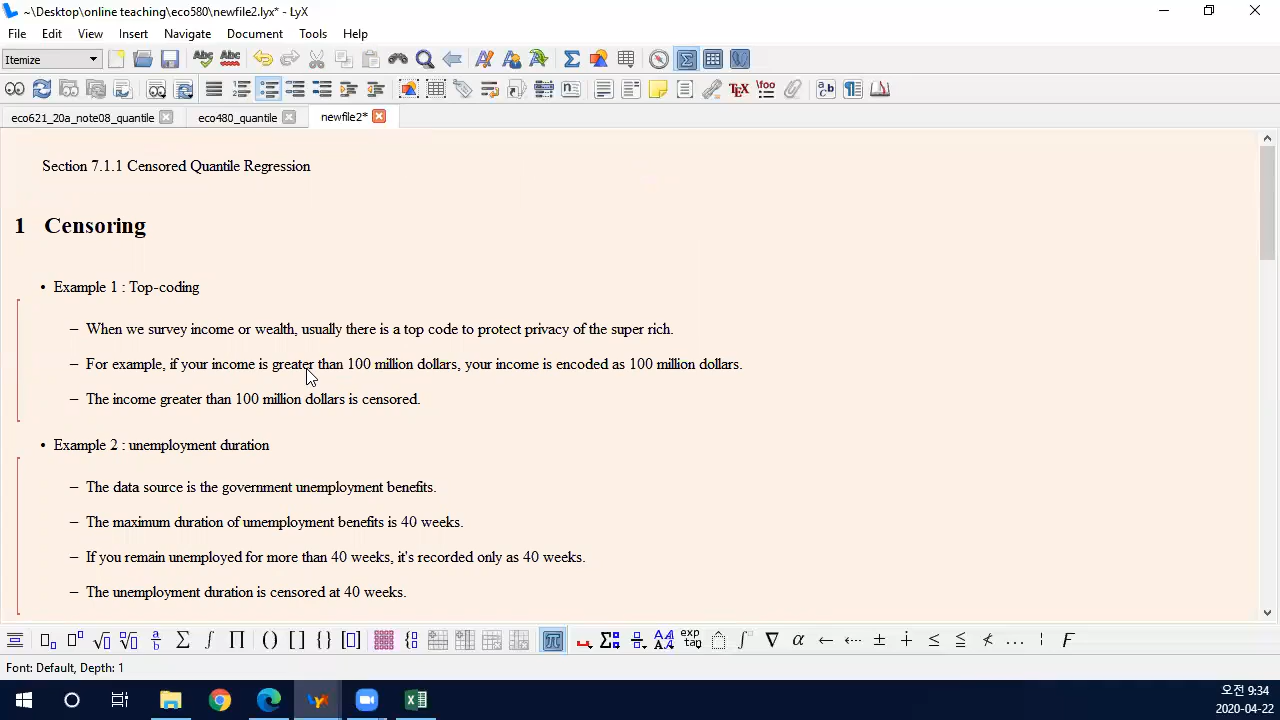 ~\Desktop\online teaching\eco580\newfile2.lyx* - LyX
File Edit View Insert Navigate Document Tools Help
Itemize
eco621_20a_note08_quantile eco480_quantile newfile2*
Section 7.1.1 Censored Quantile Regression
1 Censoring
• Example 1 : Top-coding
– When we survey income or wealth, usually there is a top code to protect privacy of the super rich.
– For example, if your income is greater than 100 million dollars, your income is encoded as 100 million dollars.
– The income greater than 100 million dollars is censored.
• Example 2 : unemployment duration
– The data source is the government unemployment benefits.
– The maximum duration of umemployment benefits is 40 weeks.
– If you remain unemployed for more than 40 weeks, it's recorded only as 40 weeks.
– The unemployment duration is censored at 40 weeks.
Font: Default, Depth: 1
오전 9:34
2020-04-22